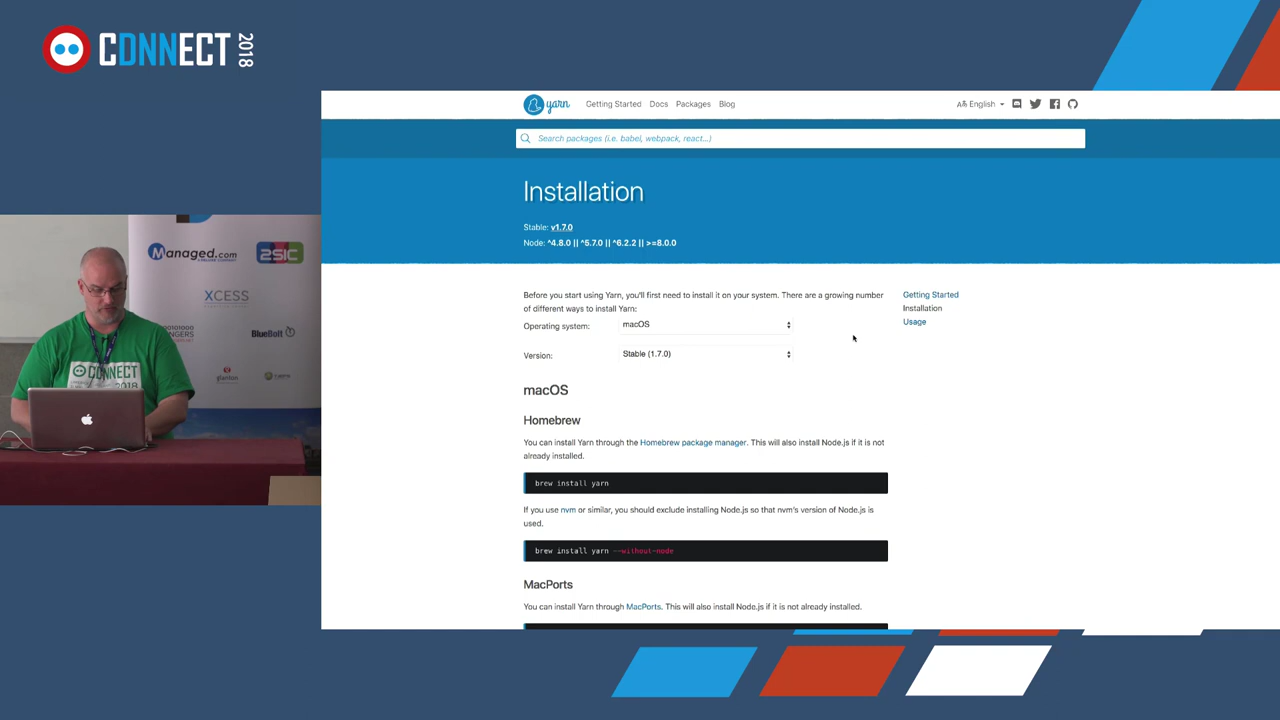 CDNNECT 2018
yarn
Getting Started
Docs
Packages
Blog
English
Search packages (i.e. babel, webpack, react...)
Installation
Stable: v1.7.0
Node: ^4.8.0 || ^5.7.0 || ^6.2.2 || >=8.0.0
Before you start using Yarn, you'll first need to install it on your system. There are a growing number
of different ways to install Yarn:
Operating system:
macOS
Version:
Stable (1.7.0)
Getting Started
Installation
Usage
macOS
Homebrew
You can install Yarn through the Homebrew package manager. This will also install Node.js if it is not
already installed.
brew install yarn
If you use nvm or similar, you should exclude installing Node.js so that nvm's version of Node.js is
used.
brew install yarn --without-node
MacPorts
You can install Yarn through MacPorts. This will also install Node.js if it is not already installed.
Managed.com
2SIC
XCESS
BlueBolt
glanton
CONNECT
2018